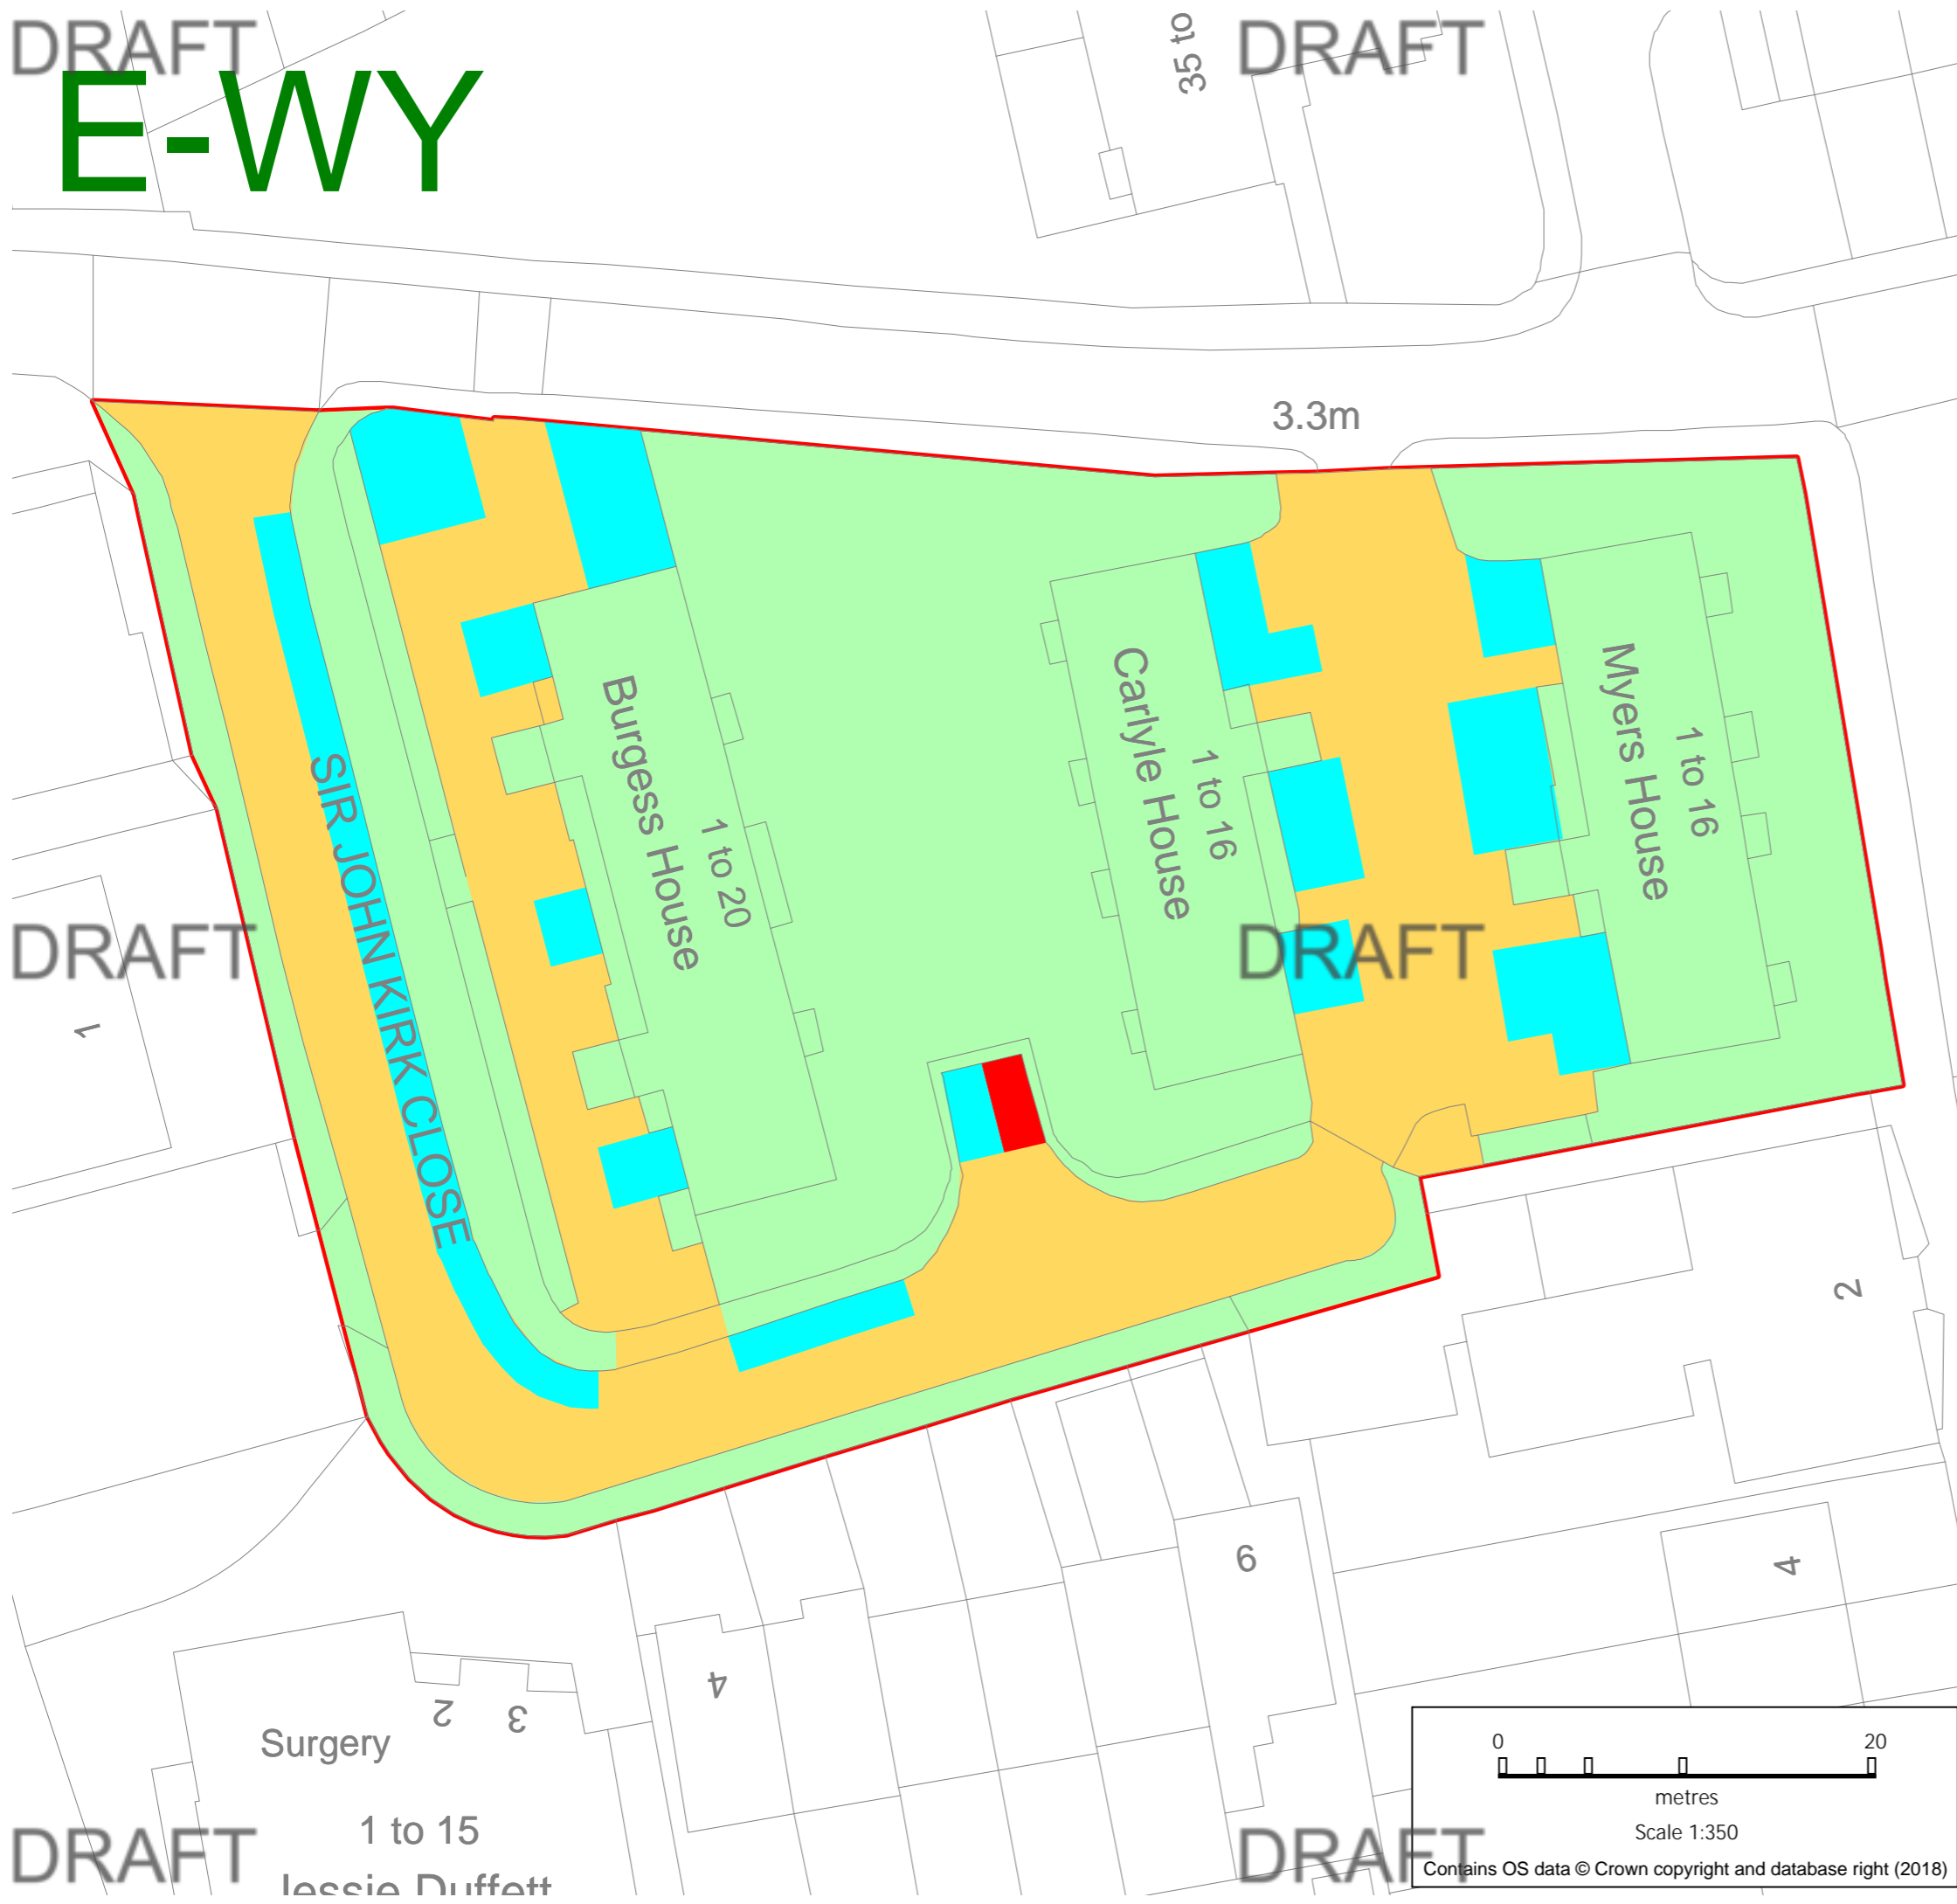 DRAFT
DRAFT
E-WY
35 to
3.3m
Burgess House
1 to 20
Carlyle House
1 to 16
Myers House
1 to 16
SIR JOHN KIRK CLOSE
DRAFT
DRAFT
1
2
6
4
4
2
3
Surgery
1 to 15
Jessie Duffett
0
20
metres
Scale 1:350
Contains OS data © Crown copyright and database right (2018)
DRAFT
DRAFT